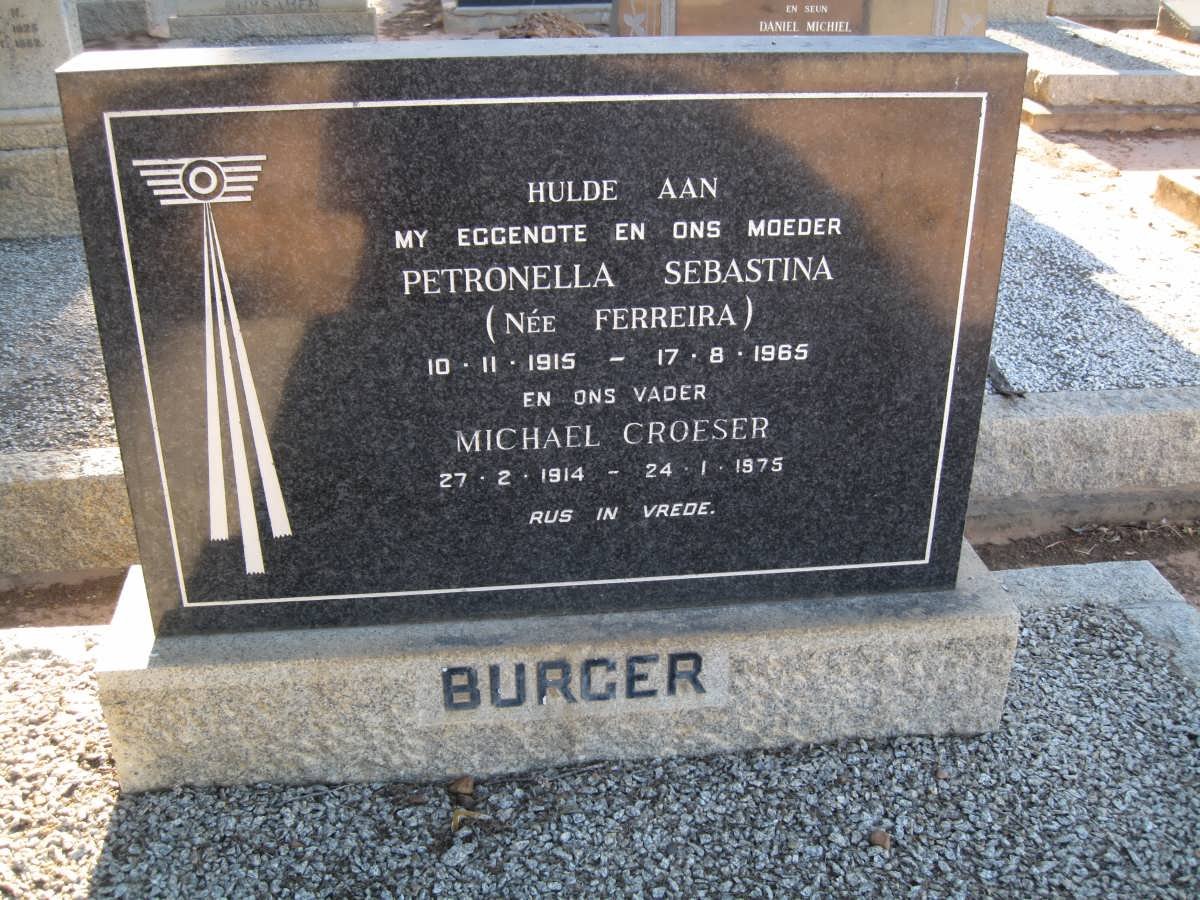 EN SEUN
DANIEL MICHIEL
HULDE AAN
MY EGGENOTE EN ONS MOEDER
PETRONELLA SEBASTINA
(NÉE FERREIRA)
10 · 11 · 1915 – 17 · 8 · 1965
EN ONS VADER
MICHAEL CROESER
27 · 2 · 1914 – 24 · 1 · 1975
RUS IN VREDE.
BURGER